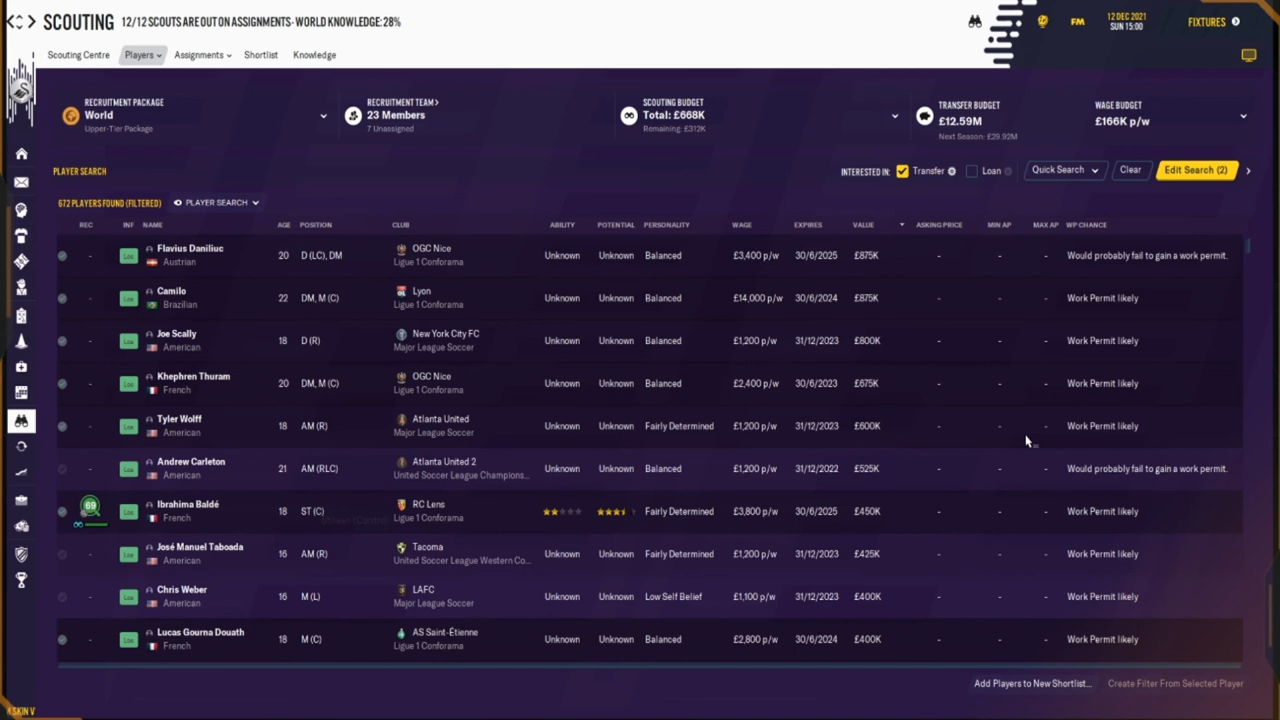 SCOUTING 12/12 SCOUTS ARE OUT ON ASSIGNMENTS - WORLD KNOWLEDGE: 28%
FM 12 DEC 2021 SUN 15:00 FIXTURES
Scouting Centre Players Assignments Shortlist Knowledge
RECRUITMENT PACKAGE
World
Upper-Tier Package
RECRUITMENT TEAM>
23 Members
7 Unassigned
SCOUTING BUDGET
Total: £668K
Remaining: £312K
TRANSFER BUDGET
£12.59M
Next Season: £29.92M
WAGE BUDGET
£166K p/w
PLAYER SEARCH
INTERESTED IN: Transfer Loan Quick Search Clear Edit Search (2)
672 PLAYERS FOUND (FILTERED) PLAYER SEARCH
REC INF NAME AGE POSITION CLUB ABILITY POTENTIAL PERSONALITY WAGE EXPIRES VALUE ASKING PRICE MIN AP MAX AP WP CHANCE
- Los Flavius Daniliuc 20 D (LC), DM OGC Nice Unknown Unknown Balanced £3,400 p/w 30/6/2025 £875K - - - Would probably fail to gain a work permit.
Austrian Ligue 1 Conforama
- Los Camilo 22 DM, M (C) Lyon Unknown Unknown Balanced £14,000 p/w 30/6/2024 £875K - - - Work Permit likely
Brazilian Ligue 1 Conforama
- Los Joe Scally 18 D (R) New York City FC Unknown Unknown Balanced £1,200 p/w 31/12/2023 £800K - - - Work Permit likely
American Major League Soccer
- Los Khephren Thuram 20 DM, M (C) OGC Nice Unknown Unknown Balanced £2,400 p/w 30/6/2023 £675K - - - Work Permit likely
French Ligue 1 Conforama
- Los Tyler Wolff 18 AM (R) Atlanta United Unknown Unknown Fairly Determined £1,200 p/w 31/12/2023 £600K - - - Work Permit likely
American Major League Soccer
- Los Andrew Carleton 21 AM (RLC) Atlanta United 2 Unknown Unknown Balanced £1,200 p/w 31/12/2022 £525K - - - Would probably fail to gain a work permit.
American United Soccer League Champions...
69 Los Ibrahima Baldé 18 ST (C) RC Lens Fairly Determined £3,800 p/w 30/6/2025 £450K - - - Work Permit likely
French Ligue 1 Conforama
- Los José Manuel Taboada 16 AM (R) Tacoma Unknown Unknown Fairly Determined £1,200 p/w 31/12/2023 £425K - - - Work Permit likely
American United Soccer League Western Co...
- Los Chris Weber 16 M (L) LAFC Unknown Unknown Low Self Belief £1,100 p/w 31/12/2023 £400K - - - Work Permit likely
American Major League Soccer
- Los Lucas Gourna Douath 18 M (C) AS Saint-Étienne Unknown Unknown Balanced £2,800 p/w 30/6/2024 £400K - - - Work Permit likely
French Ligue 1 Conforama
Add Players to New Shortlist... Create Filter From Selected Player
SKIN V